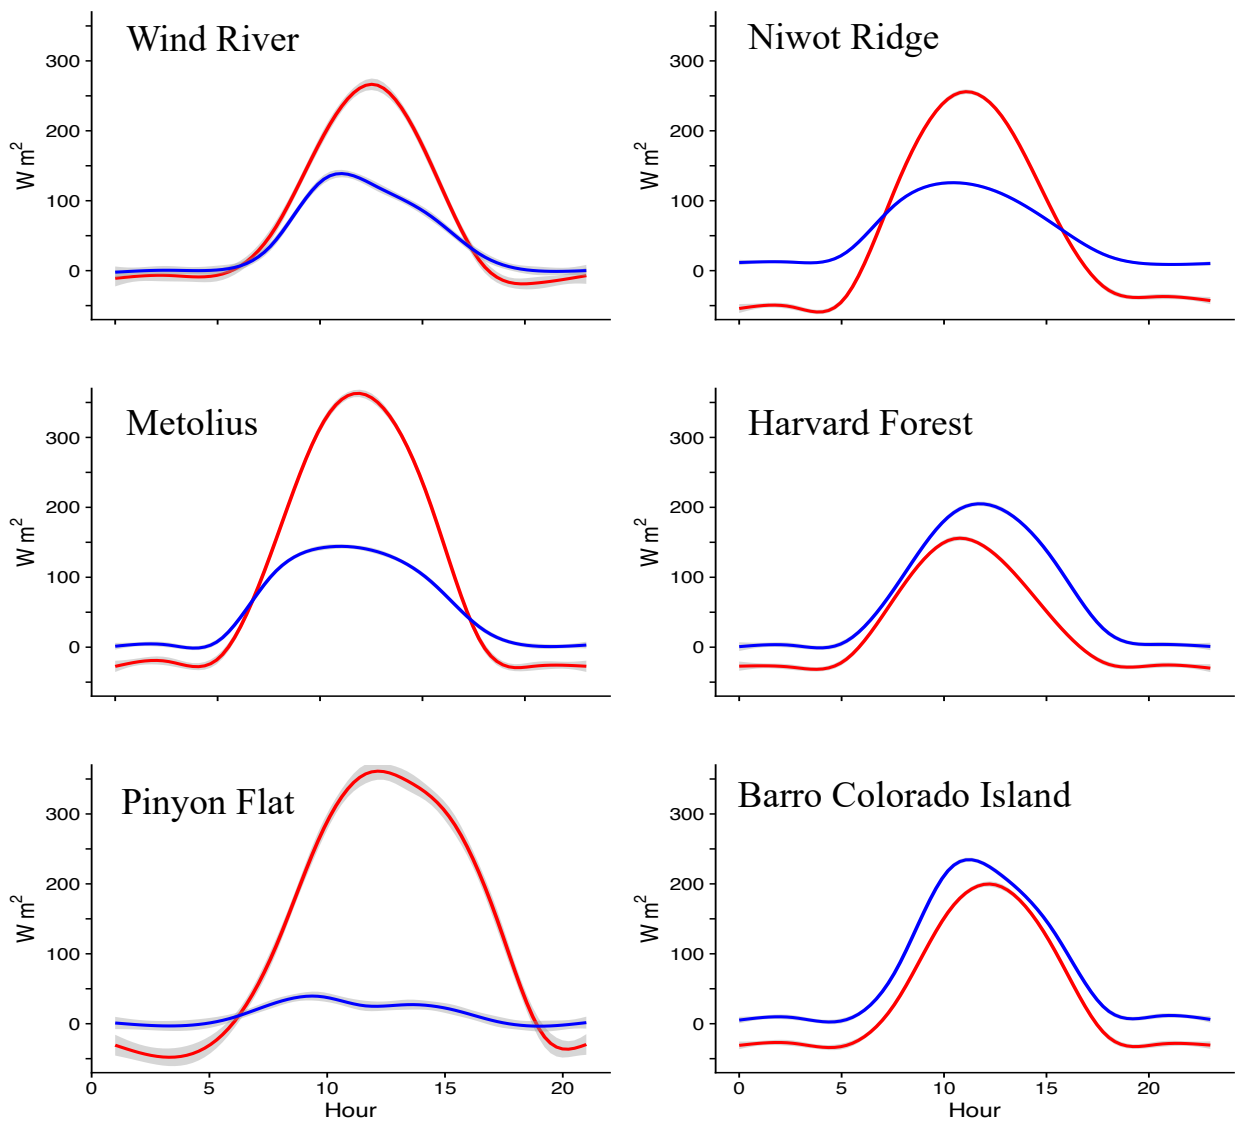 Wind River
300
200
100
0
W m2
Niwot Ridge
300
200
100
0
W m2
Metolius
300
200
100
0
W m2
Harvard Forest
300
200
100
0
W m2
Pinyon Flat
300
200
100
0
W m2
0 5 10 15 20
Hour
Barro Colorado Island
300
200
100
0
W m2
0 5 10 15 20
Hour